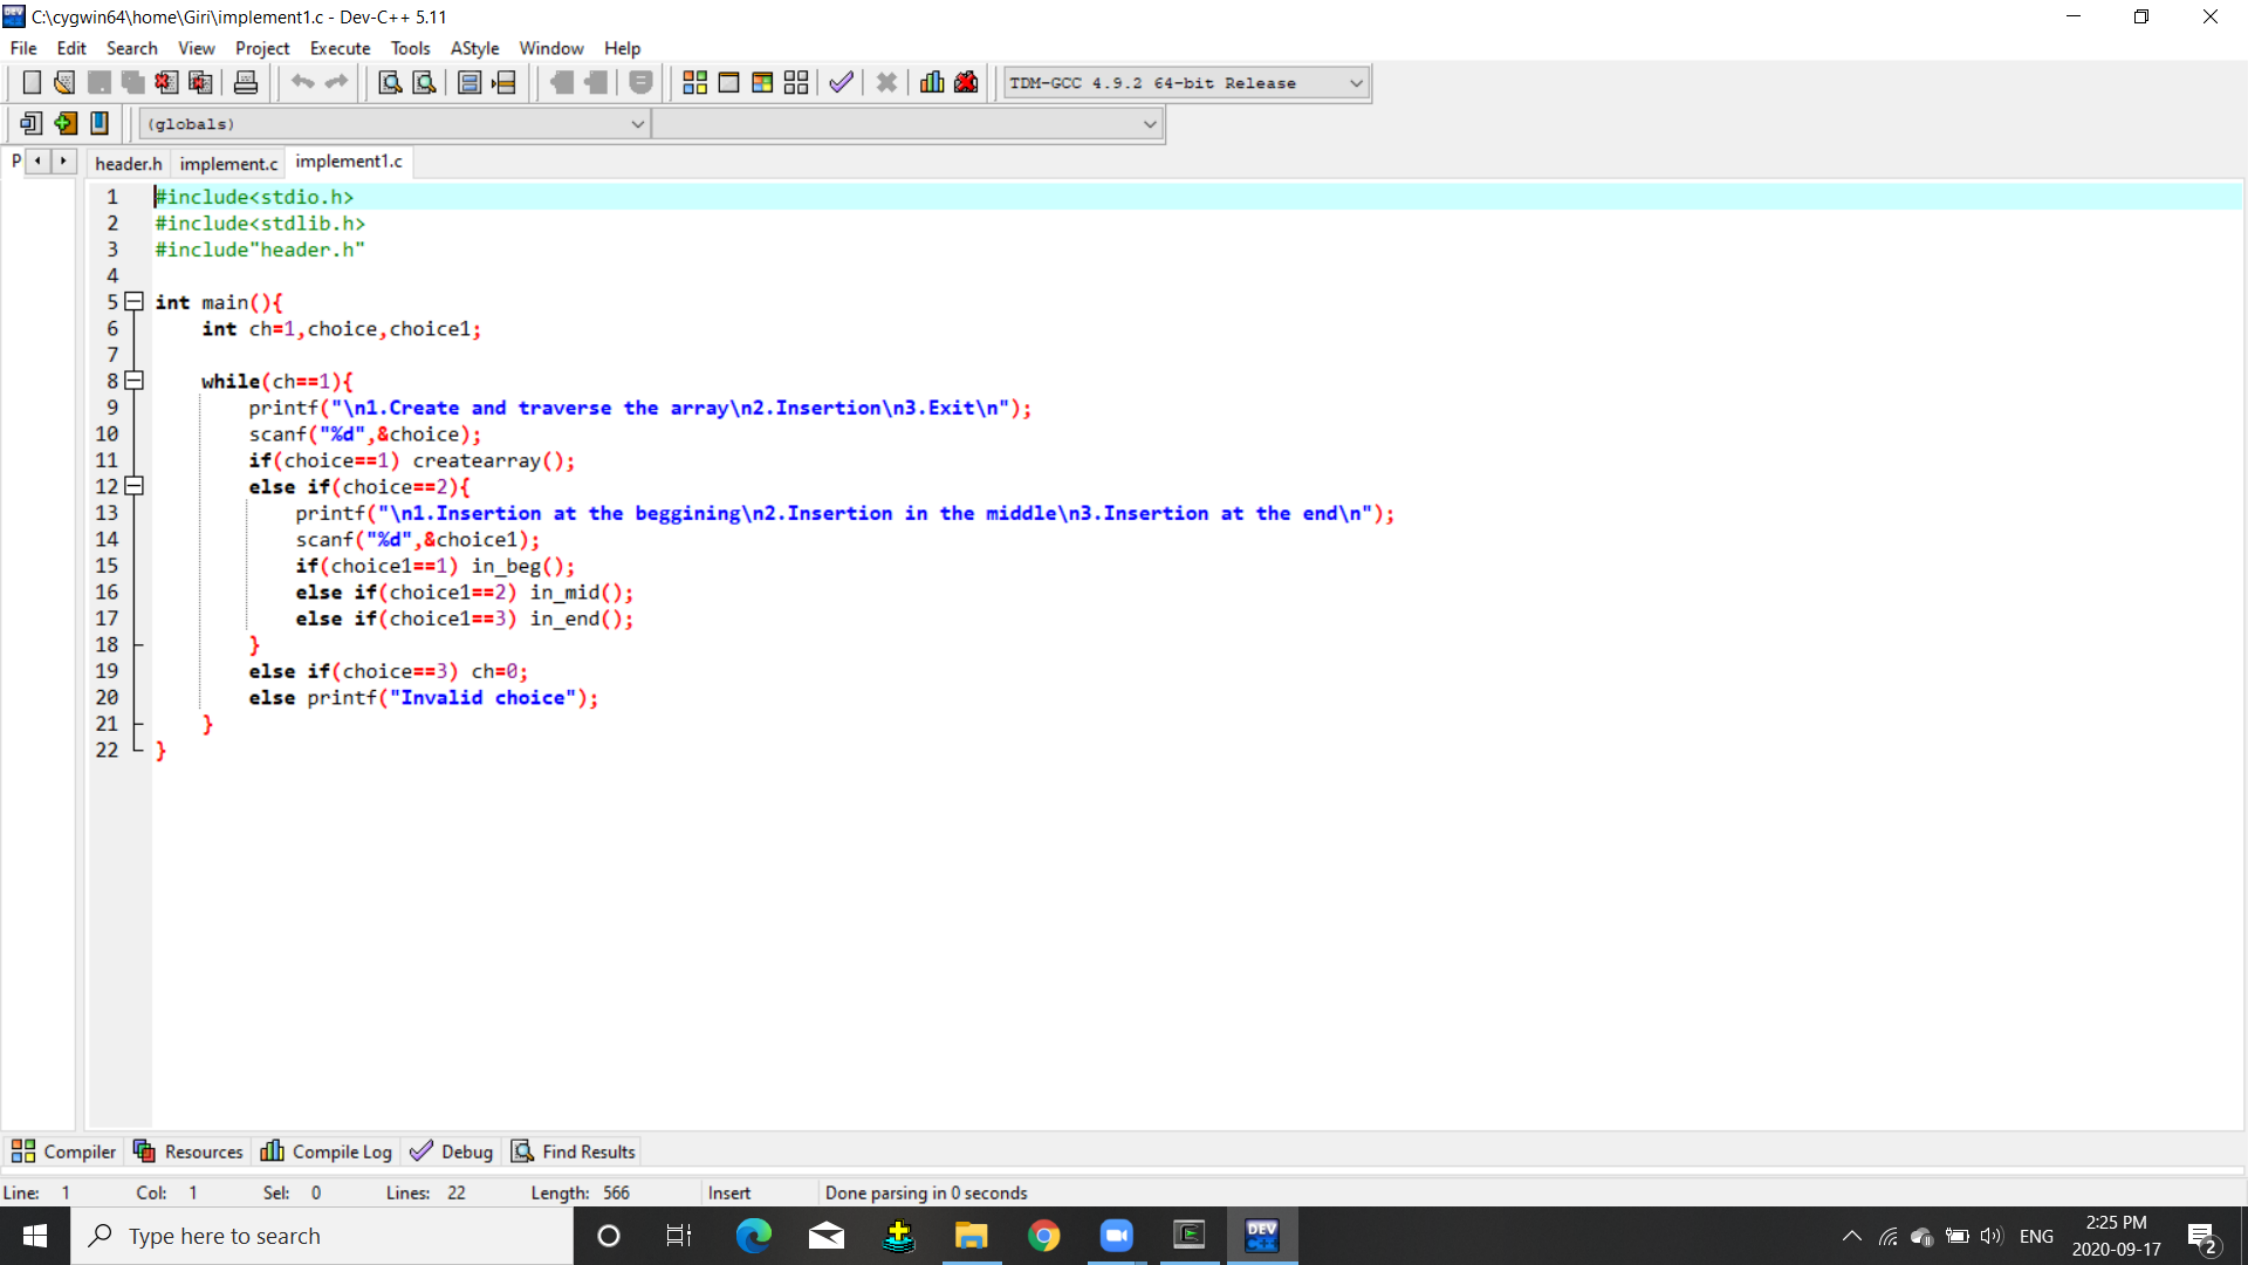 C:\cygwin64\home\Giri\implement1.c - Dev-C++ 5.11
File Edit Search View Project Execute Tools AStyle Window Help
TDM-GCC 4.9.2 64-bit Release
(globals)
P header.h implement.c implement1.c
1 #include<stdio.h>
2 #include<stdlib.h>
3 #include"header.h"
4
5 int main(){
6     int ch=1,choice,choice1;
7
8     while(ch==1){
9         printf("\n1.Create and traverse the array\n2.Insertion\n3.Exit\n");
10         scanf("%d",&choice);
11         if(choice==1) createarray();
12         else if(choice==2){
13             printf("\n1.Insertion at the beggining\n2.Insertion in the middle\n3.Insertion at the end\n");
14             scanf("%d",&choice1);
15             if(choice1==1) in_beg();
16             else if(choice1==2) in_mid();
17             else if(choice1==3) in_end();
18         }
19         else if(choice==3) ch=0;
20         else printf("Invalid choice");
21     }
22 }
Compiler Resources Compile Log Debug Find Results
Line: 1 Col: 1 Sel: 0 Lines: 22 Length: 566 Insert Done parsing in 0 seconds
Type here to search
DEV C++
ENG
2:25 PM
2020-09-17
2